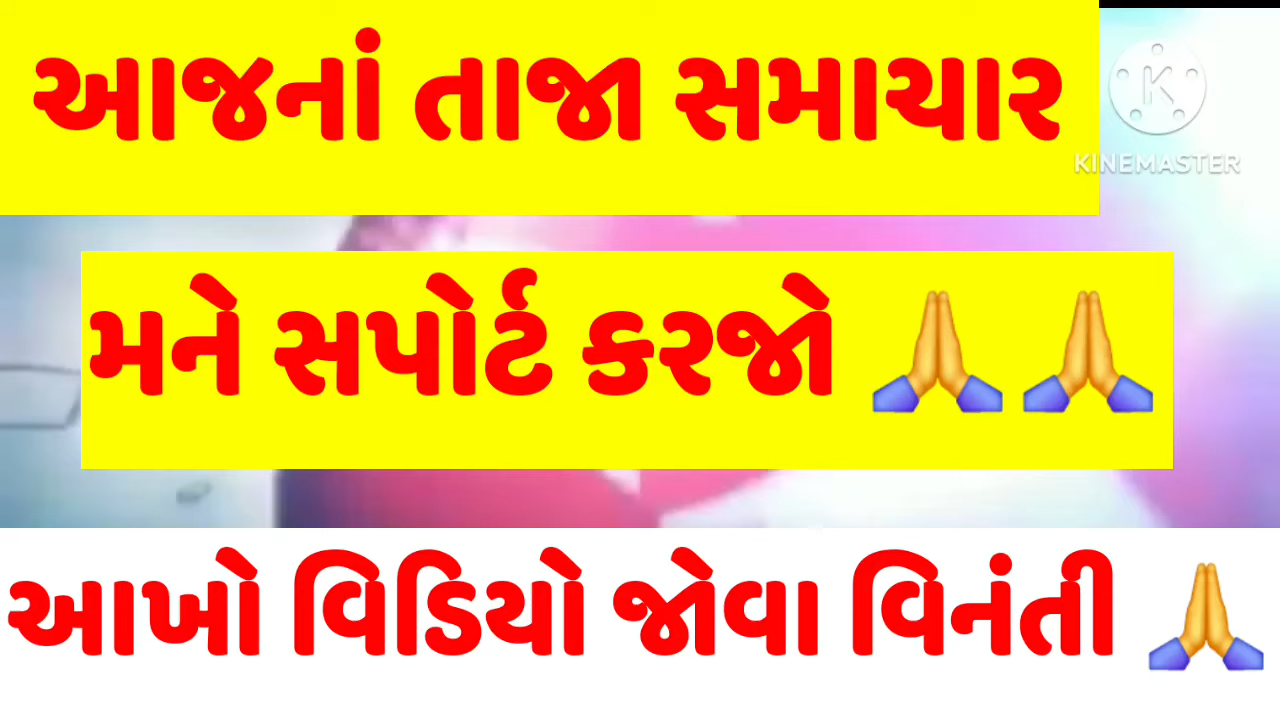 આજનાં તાજા સમાચાર
KINEMASTER
મને સપોર્ટ કરજો 🙏🙏
આખો વિડિયો જોવા વિનંતી 🙏